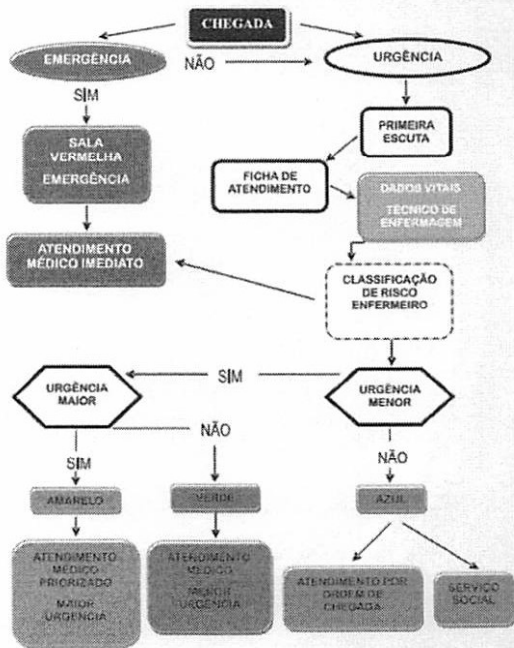 CHEGADA
EMERGÊNCIA
NÃO
URGÊNCIA
SIM
PRIMEIRA
ESCUTA
SALA
VERMELHA
EMERGÊNCIA
FICHA DE
ATENDIMENTO
DADOS VITAIS
TÉCNICO DE
ENFERMAGEM
ATENDIMENTO
MÉDICO IMEDIATO
CLASSIFICAÇÃO
DE RISCO
ENFERMEIRO
URGÊNCIA
MAIOR
SIM
URGÊNCIA
MENOR
SIM
NÃO
NÃO
AMARELO
VERDE
AZUL
ATENDIMENTO
MÉDICO
PRIORIZADO
MAIOR
URGÊNCIA
ATENDIMENTO
MÉDICO
MENOR
URGÊNCIA
ATENDIMENTO POR
ORDEM DE
CHEGADA
SERVIÇO
SOCIAL